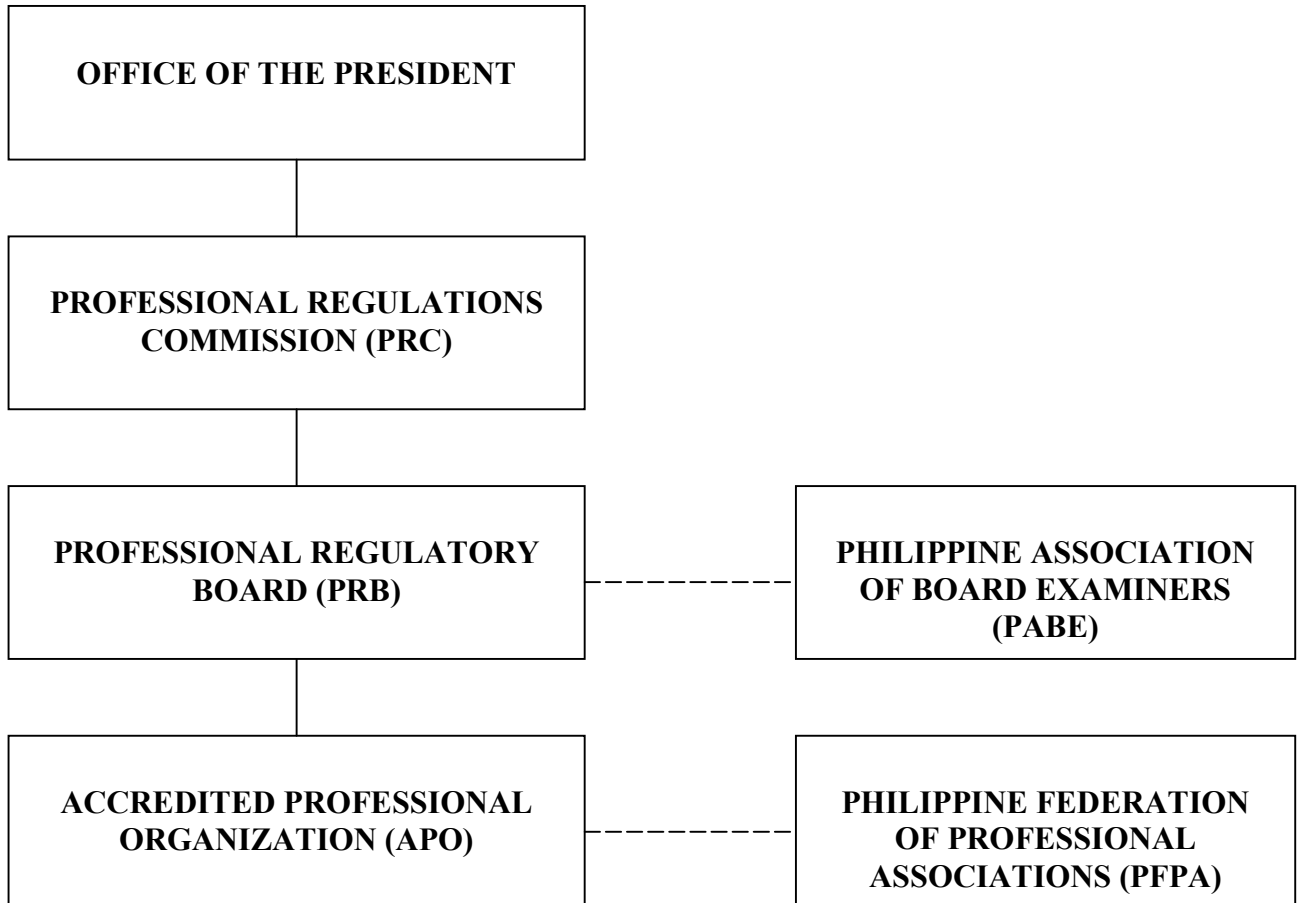 OFFICE OF THE PRESIDENT
PROFESSIONAL REGULATIONS
COMMISSION (PRC)
PROFESSIONAL REGULATORY
BOARD (PRB)
PHILIPPINE ASSOCIATION
OF BOARD EXAMINERS
(PABE)
ACCREDITED PROFESSIONAL
ORGANIZATION (APO)
PHILIPPINE FEDERATION
OF PROFESSIONAL
ASSOCIATIONS (PFPA)